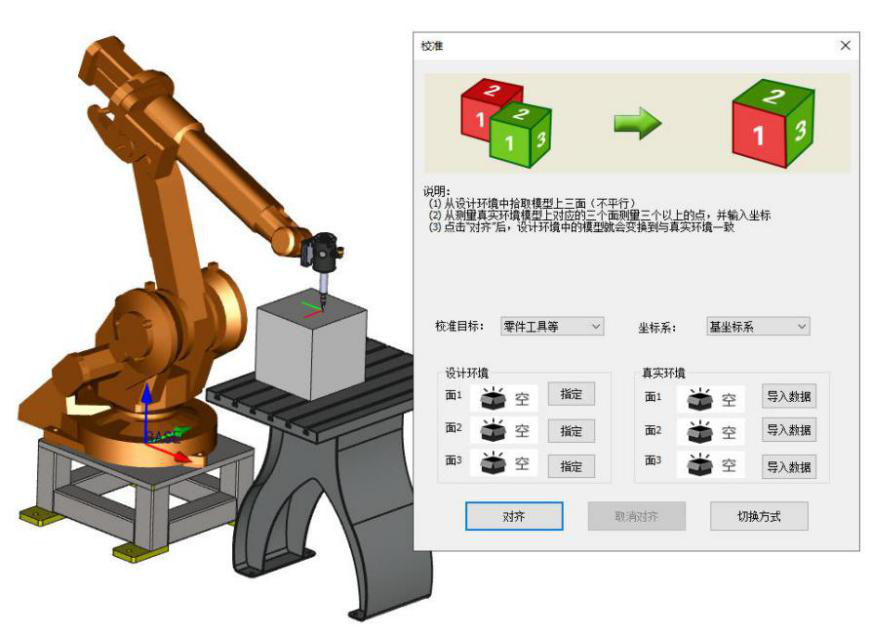 校准
2
1
2
1
3
2
1
3
说明:
(1) 从设计环境中拾取模型上三面（不平行）
(2) 从测量真实环境模型上对应的三个面测量三个以上的点，并输入坐标
(3) 点击"对齐"后，设计环境中的模型就会变换到与真实环境一致
校准目标: 零件工具等 坐标系: 基坐标系
设计环境 真实环境
面1 空 指定 面1 空 导入数据
面2 空 指定 面2 空 导入数据
面3 空 指定 面3 空 导入数据
对齐 取消对齐 切换方式
BASE